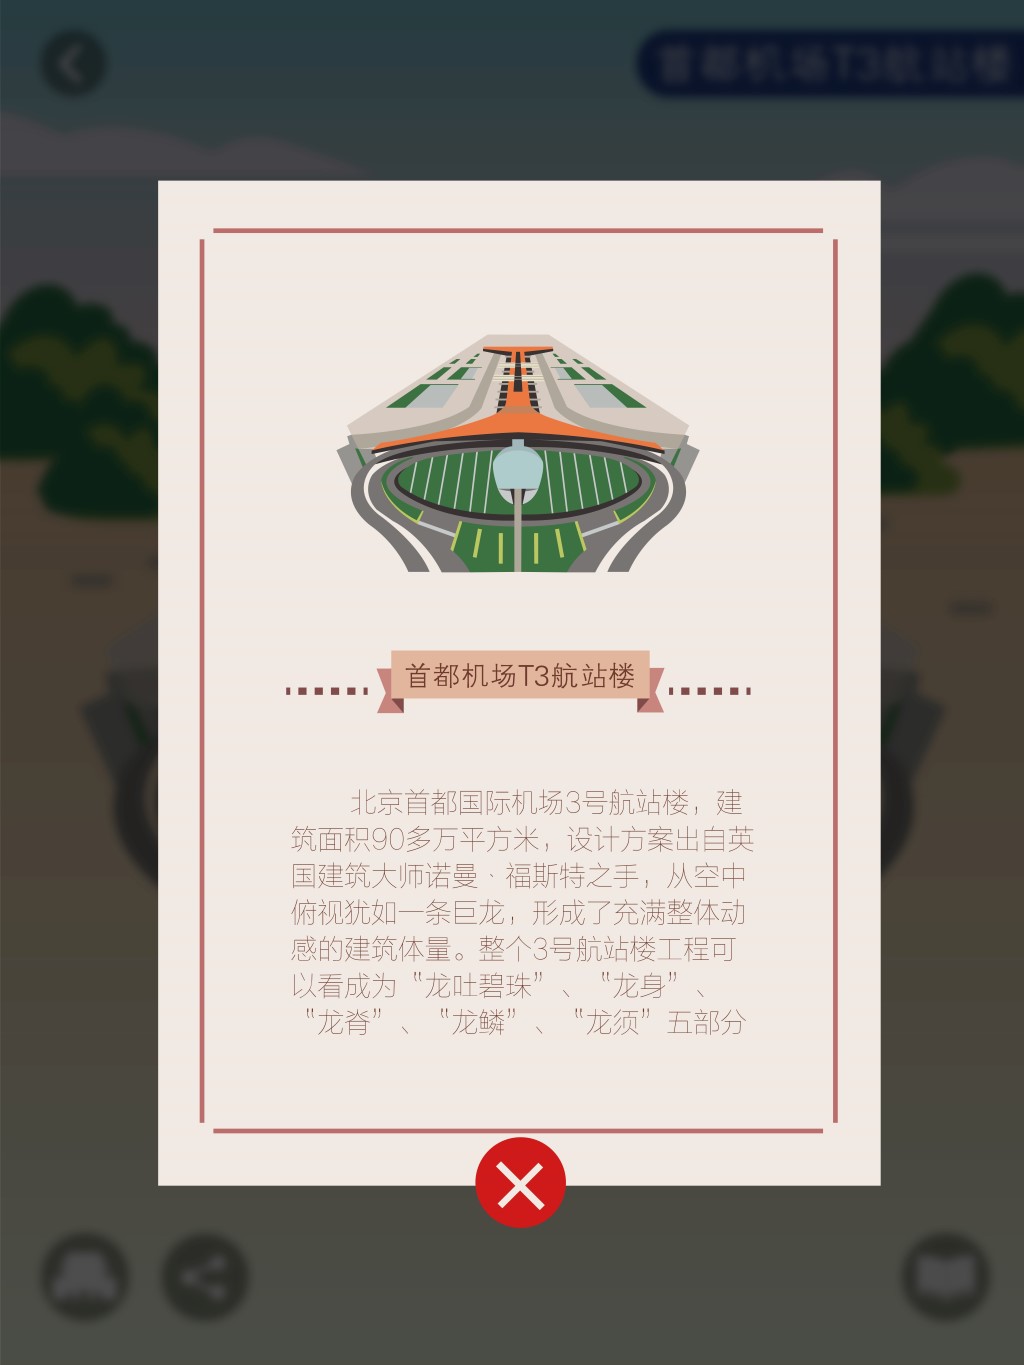 首都机场T3航站楼
首都机场T3航站楼
北京首都国际机场3号航站楼，建
筑面积90多万平方米，设计方案出自英
国建筑大师诺曼、福斯特之手，从空中
俯视犹如一条巨龙，形成了充满整体动
感的建筑体量。整个3号航站楼工程可
以看成为“龙吐碧珠”、“龙身”、
“龙脊”、“龙鳞”、“龙须”五部分